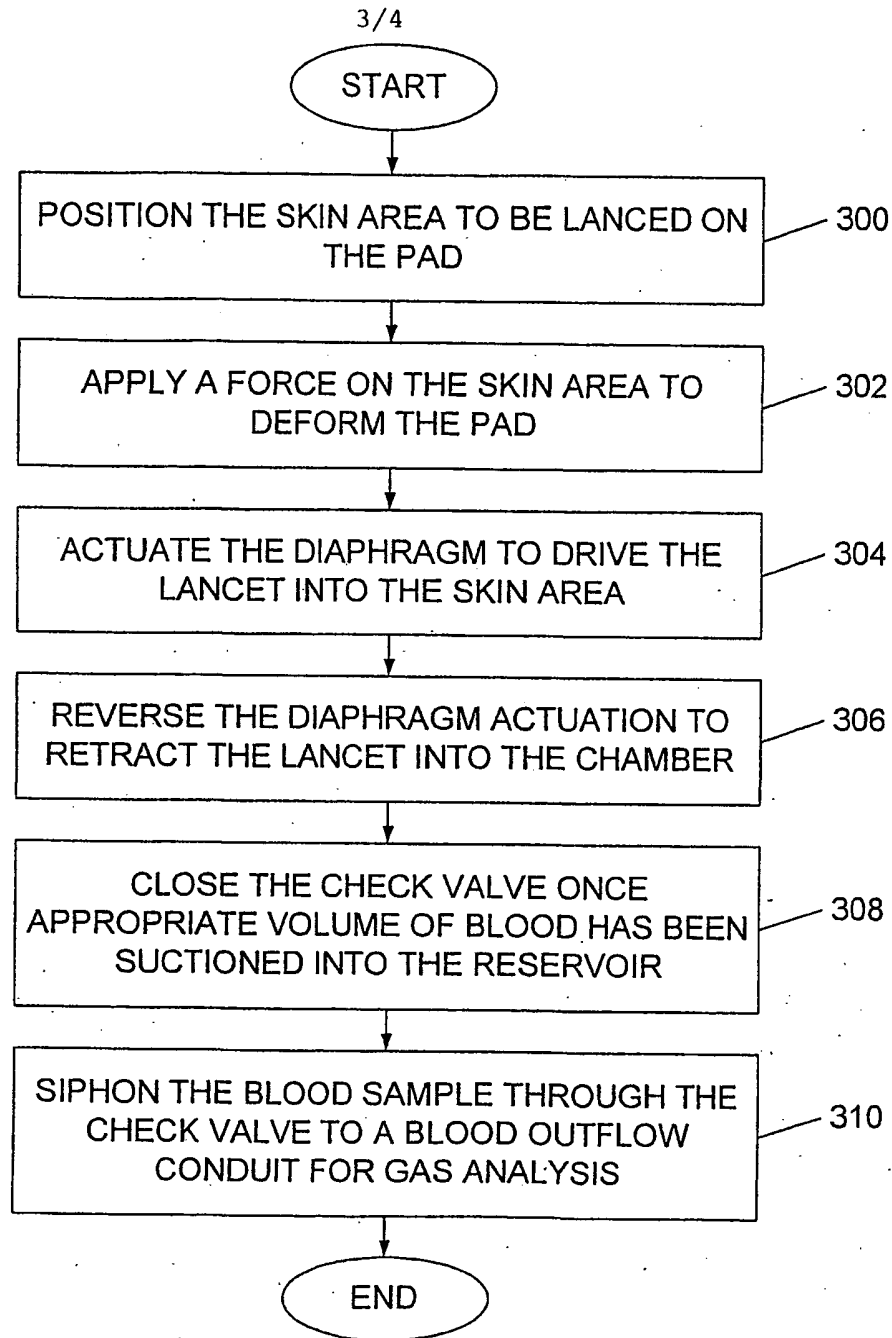 3/4
START
POSITION THE SKIN AREA TO BE LANCED ON
THE PAD
300
APPLY A FORCE ON THE SKIN AREA TO
DEFORM THE PAD
302
ACTUATE THE DIAPHRAGM TO DRIVE THE
LANCET INTO THE SKIN AREA
304
REVERSE THE DIAPHRAGM ACTUATION TO
RETRACT THE LANCET INTO THE CHAMBER
306
CLOSE THE CHECK VALVE ONCE
APPROPRIATE VOLUME OF BLOOD HAS BEEN
SUCTIONED INTO THE RESERVOIR
308
SIPHON THE BLOOD SAMPLE THROUGH THE
CHECK VALVE TO A BLOOD OUTFLOW
CONDUIT FOR GAS ANALYSIS
310
END